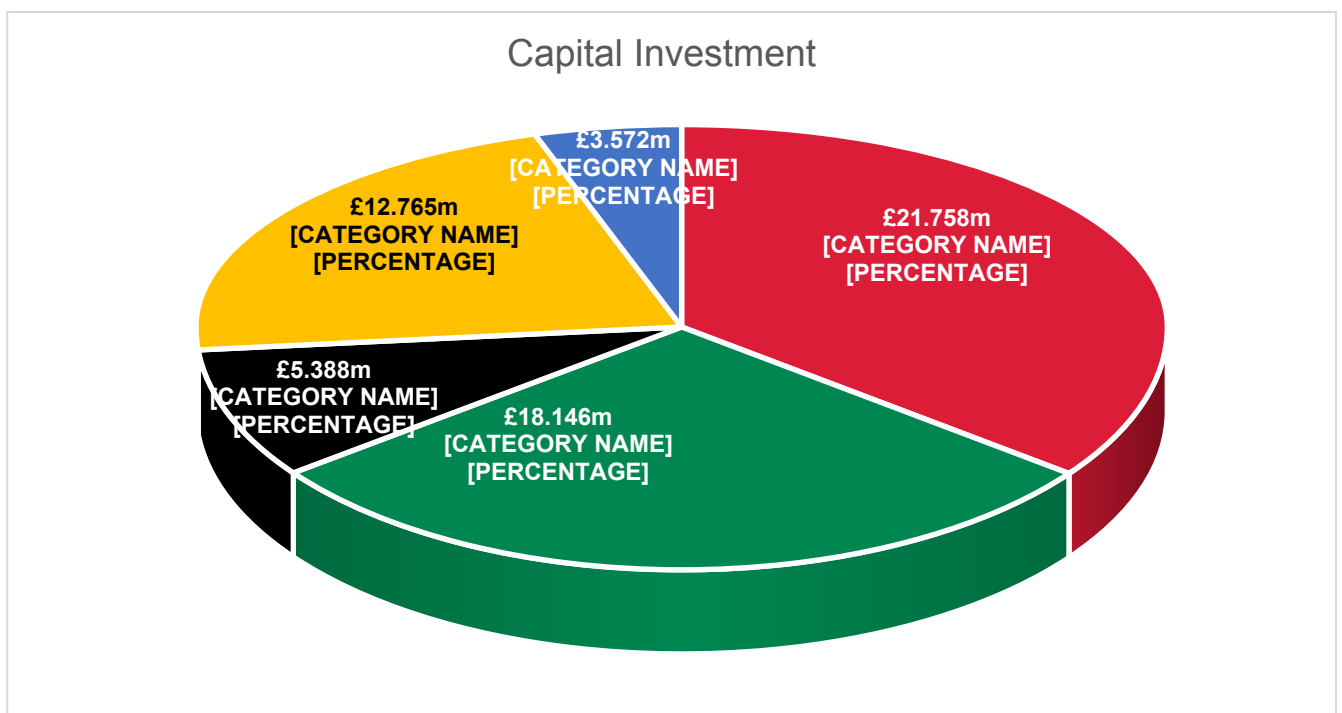 Capital Investment
£3.572m
[CATEGORY NAME]
[PERCENTAGE]
£12.765m
[CATEGORY NAME]
[PERCENTAGE]
£21.758m
[CATEGORY NAME]
[PERCENTAGE]
£5.388m
[CATEGORY NAME]
[PERCENTAGE]
£18.146m
[CATEGORY NAME]
[PERCENTAGE]